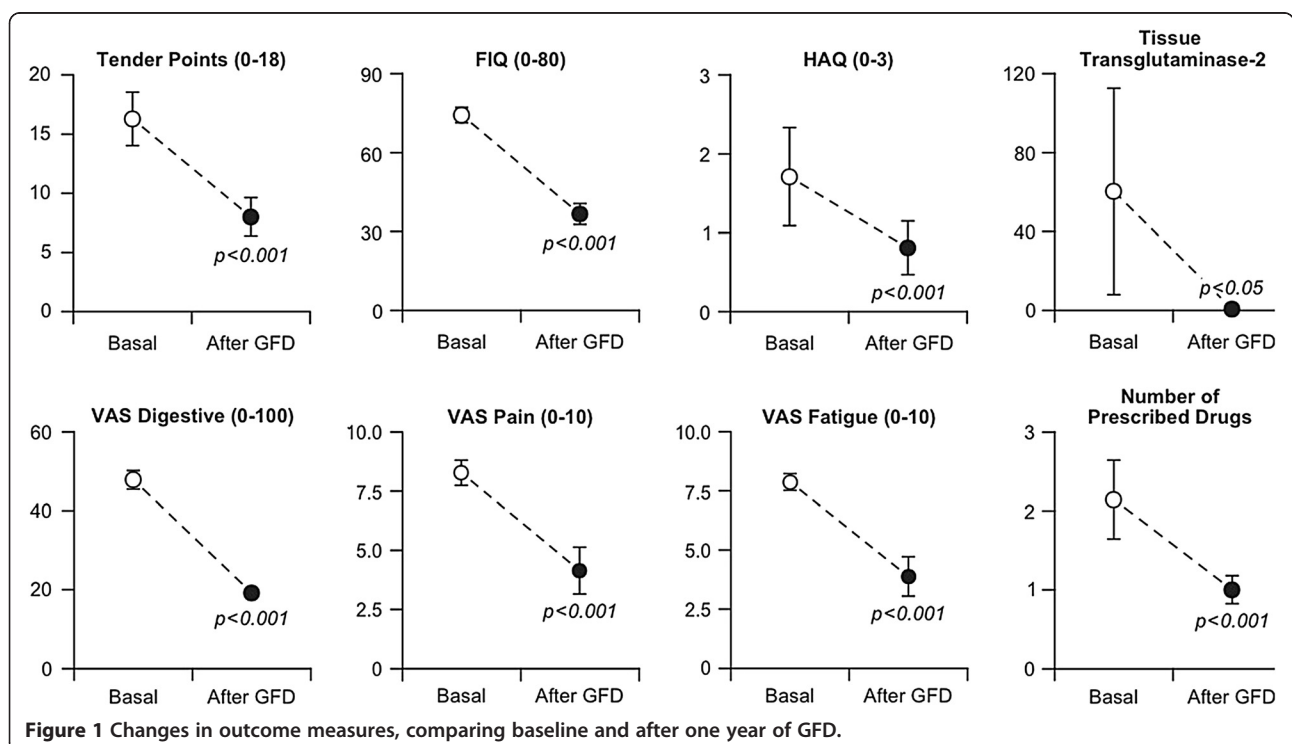 Tender Points (0-18)
20
15
10
5
0
p<0.001
Basal After GFD
FIQ (0-80)
90
60
30
0
p<0.001
Basal After GFD
HAQ (0-3)
3
2
1
0
p<0.001
Basal After GFD
Tissue
Transglutaminase-2
120
80
40
0
p<0.05
Basal After GFD
VAS Digestive (0-100)
60
40
20
0
p<0.001
Basal After GFD
VAS Pain (0-10)
10.0
7.5
5.0
2.5
0
p<0.001
Basal After GFD
VAS Fatigue (0-10)
10.0
7.5
5.0
2.5
0
p<0.001
Basal After GFD
Number of
Prescribed Drugs
3
2
1
0
p<0.001
Basal After GFD
Figure 1 Changes in outcome measures, comparing baseline and after one year of GFD.